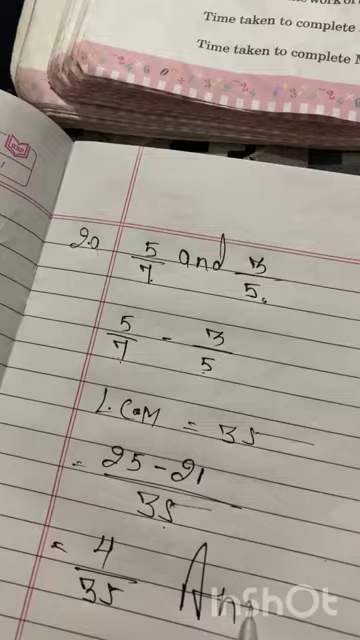 Time taken to complete
Time taken to complete M
20 5/7 and 3/5.
5/7 - 3/5
L.C.M = 35
= 25 - 21 / 35
= 4/35 Ans
InShOt